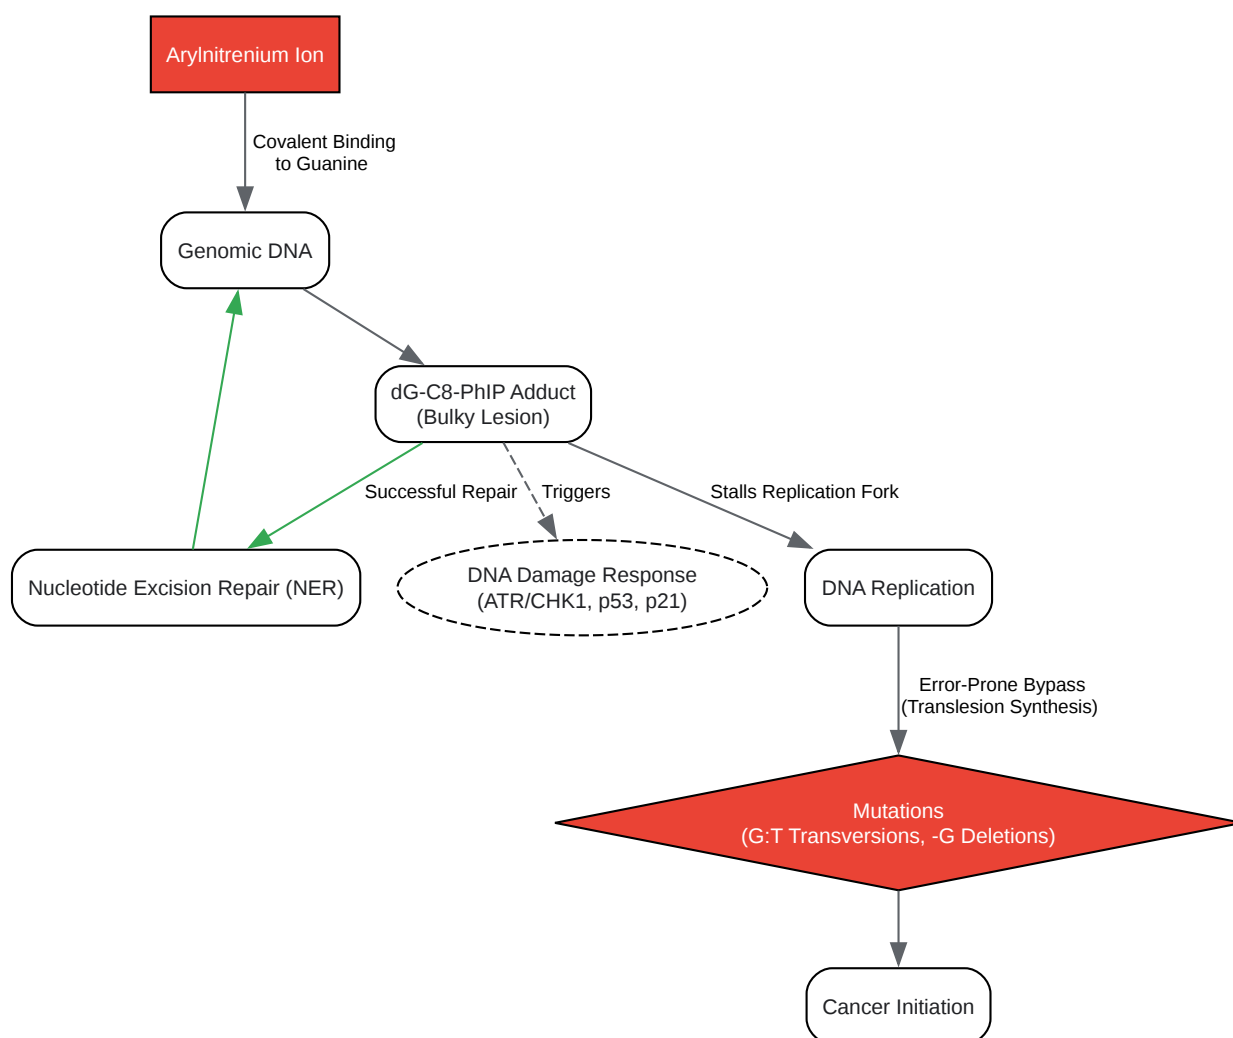 Arylnitrenium Ion
Covalent Binding
to Guanine
Genomic DNA
dG-C8-PhIP Adduct
(Bulky Lesion)
Successful Repair
Triggers
Stalls Replication Fork
Nucleotide Excision Repair (NER)
DNA Damage Response
(ATR/CHK1, p53, p21)
DNA Replication
Error-Prone Bypass
(Translesion Synthesis)
Mutations
(G:T Transversions, -G Deletions)
Cancer Initiation